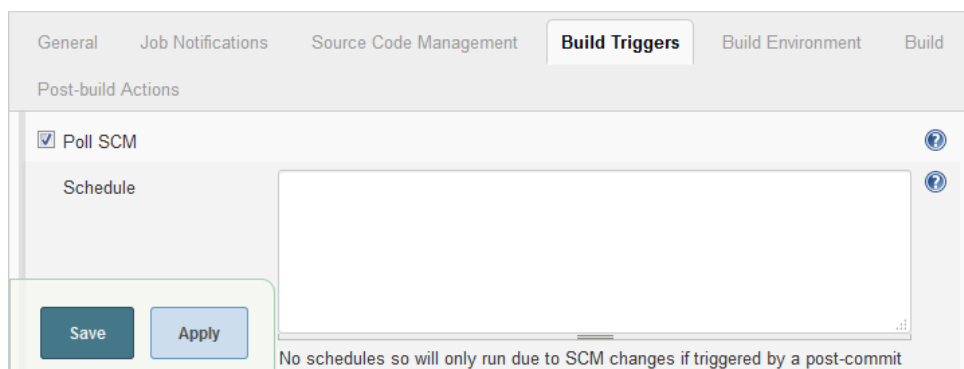 General Job Notifications Source Code Management Build Triggers Build Environment Build
Post-build Actions
Poll SCM
Schedule
Save Apply
No schedules so will only run due to SCM changes if triggered by a post-commit